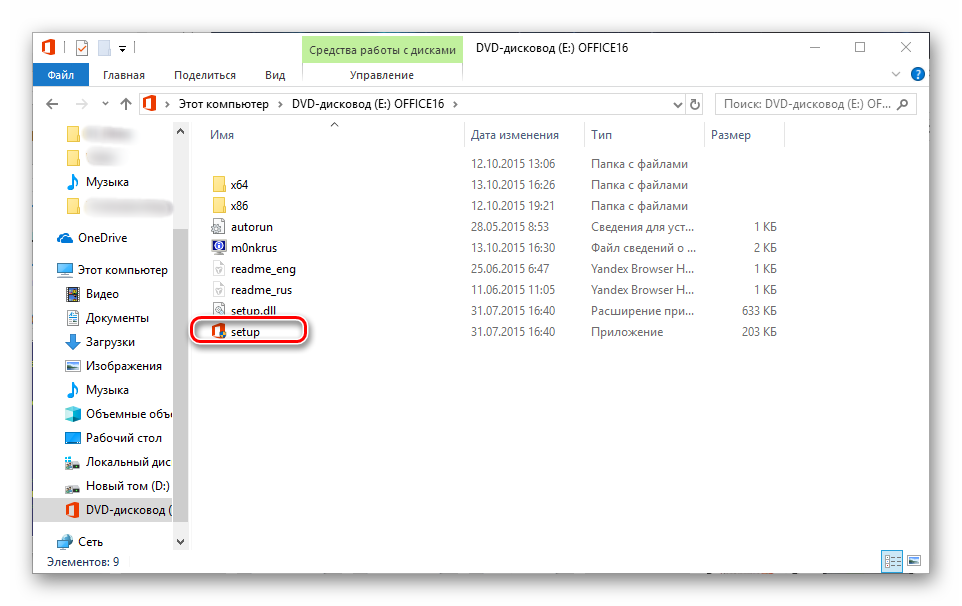 Средства работы с дисками
DVD-дисковод (E:) OFFICE16
Файл
Главная
Поделиться
Вид
Управление
Этот компьютер
DVD-дисковод (E:) OFFICE16
Поиск: DVD-дисковод (E:) OF...
Имя
Дата изменения
Тип
Размер
12.10.2015 13:06 Папка с файлами
x64 13.10.2015 16:26 Папка с файлами
x86 12.10.2015 19:21 Папка с файлами
autorun 28.05.2015 8:53 Сведения для уст... 1 КБ
m0nkrus 13.10.2015 16:30 Файл сведений о ... 2 КБ
readme_eng 25.06.2015 6:47 Yandex Browser H... 1 КБ
readme_rus 11.06.2015 11:05 Yandex Browser H... 1 КБ
setup.dll 31.07.2015 16:40 Расширение при... 633 КБ
setup 31.07.2015 16:40 Приложение 203 КБ
Музыка
OneDrive
Этот компьютер
Видео
Документы
Загрузки
Изображения
Музыка
Объемные объ
Рабочий стол
Локальный дис
Новый том (D:)
DVD-дисковод (
Сеть
Элементов: 9